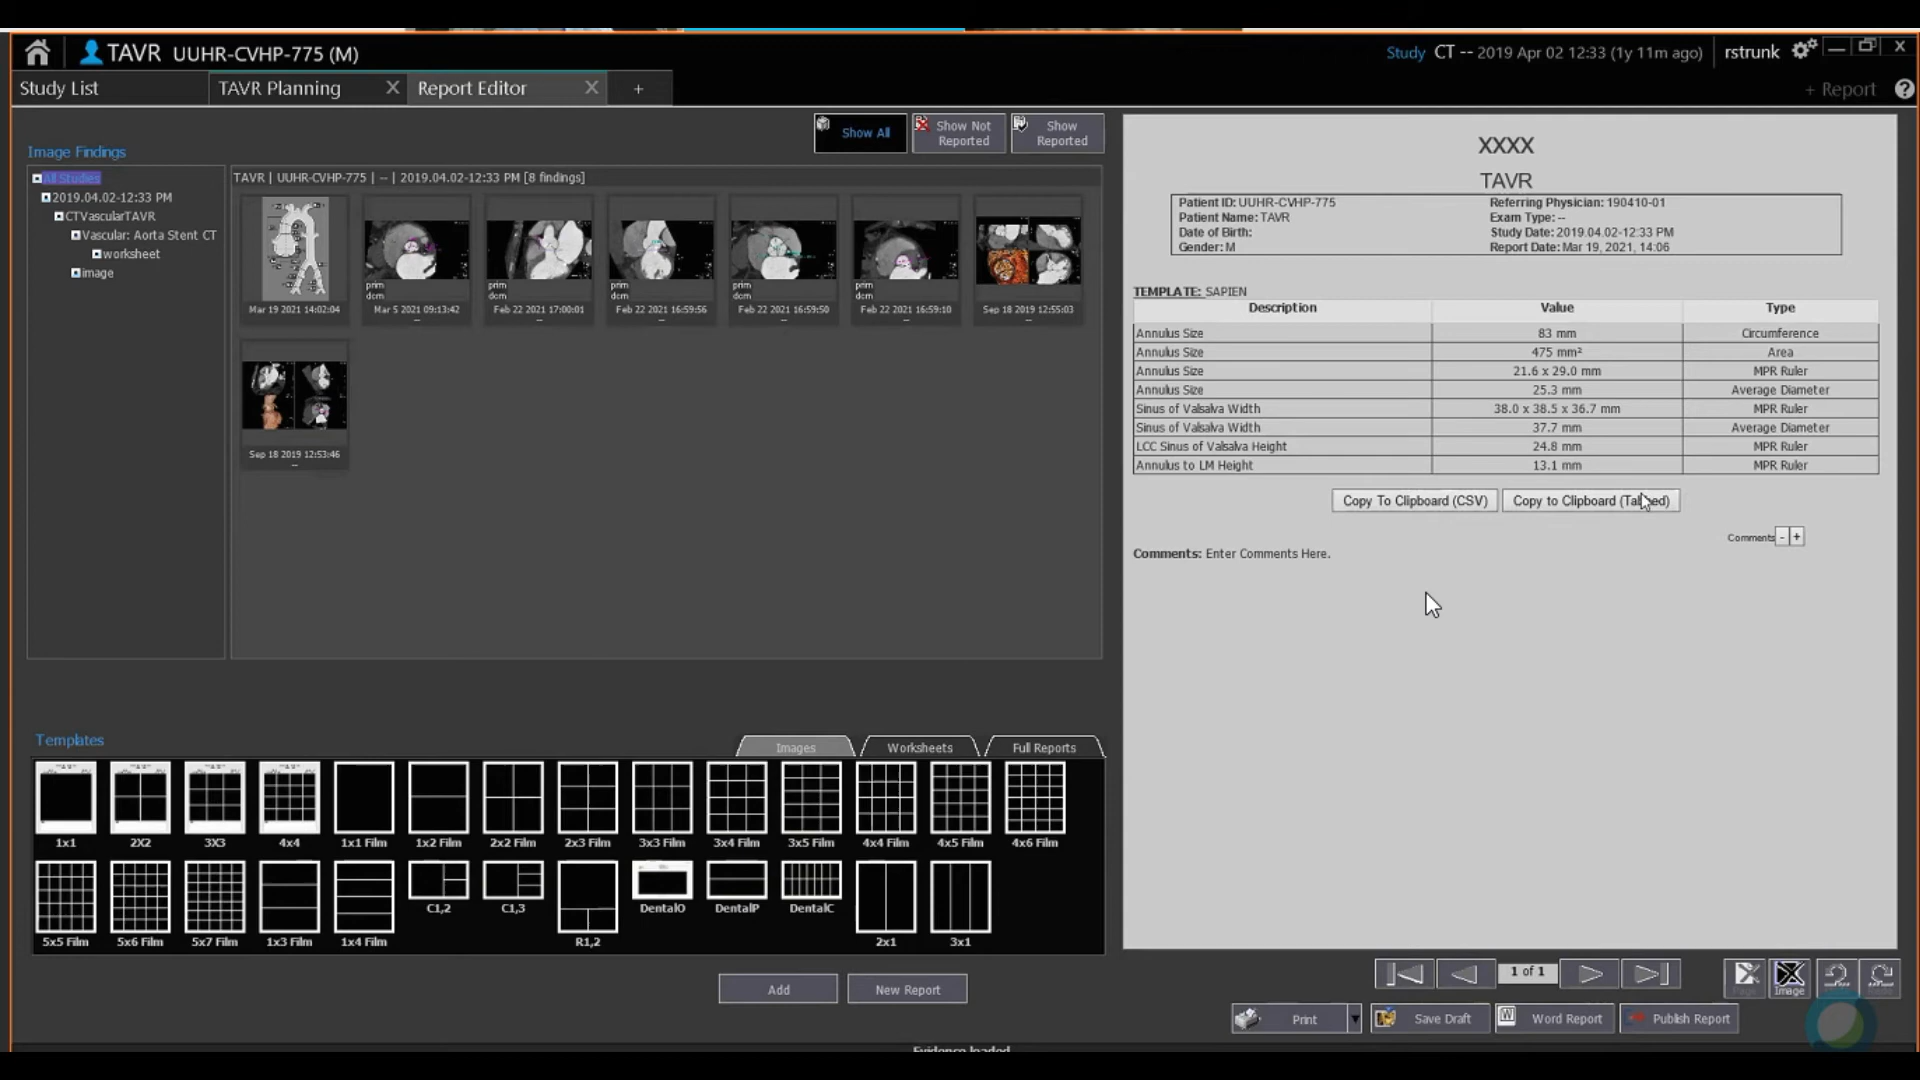 TAVR UUHR-CVHP-775 (M)
Study CT -- 2019 Apr 02 12:33 (1y 11m ago)
rstrunk
Study List
TAVR Planning
Report Editor
+
+ Report
?
Image Findings
Show All
Show Not Reported
Show Reported
All Studies
2019.04.02-12:33 PM
CTVascularTAVR
Vascular: Aorta Stent CT
worksheet
image
TAVR | UUHR-CVHP-775 | -- | 2019.04.02-12:33 PM [8 findings]
prim
dcm
prim
dcm
prim
dcm
prim
dcm
prim
dcm
Mar 19 2021 14:02:04
Mar 5 2021 09:13:42
Feb 22 2021 17:00:01
Feb 22 2021 16:59:56
Feb 22 2021 16:59:50
Feb 22 2021 16:59:10
Sep 18 2019 12:55:03
--
--
--
--
--
--
Sep 18 2019 12:53:46
--
Templates
Images
Worksheets
Full Reports
1x1
2X2
3X3
4x4
1x1 Film
1x2 Film
2x2 Film
2x3 Film
3x3 Film
3x4 Film
3x5 Film
4x4 Film
4x5 Film
4x6 Film
5x5 Film
5x6 Film
5x7 Film
1x3 Film
1x4 Film
C1,2
C1,3
R1,2
DentalO
DentalP
DentalC
2x1
3x1
Add
New Report
XXXX
TAVR
Patient ID: UUHR-CVHP-775
Patient Name: TAVR
Date of Birth:
Gender: M
Referring Physician: 190410-01
Exam Type: --
Study Date: 2019.04.02-12:33 PM
Report Date: Mar 19, 2021, 14:06
TEMPLATE: SAPIEN
Description Value Type
Annulus Size 83 mm Circumference
Annulus Size 475 mm² Area
Annulus Size 21.6 x 29.0 mm MPR Ruler
Annulus Size 25.3 mm Average Diameter
Sinus of Valsalva Width 38.0 x 38.5 x 36.7 mm MPR Ruler
Sinus of Valsalva Width 37.7 mm Average Diameter
LCC Sinus of Valsalva Height 24.8 mm MPR Ruler
Annulus to LM Height 13.1 mm MPR Ruler
Copy To Clipboard (CSV)
Copy to Clipboard
Comments - +
Comments: Enter Comments Here.
1 of 1
Image
Print
Save Draft
Word Report
Publish Report
Evidence loaded